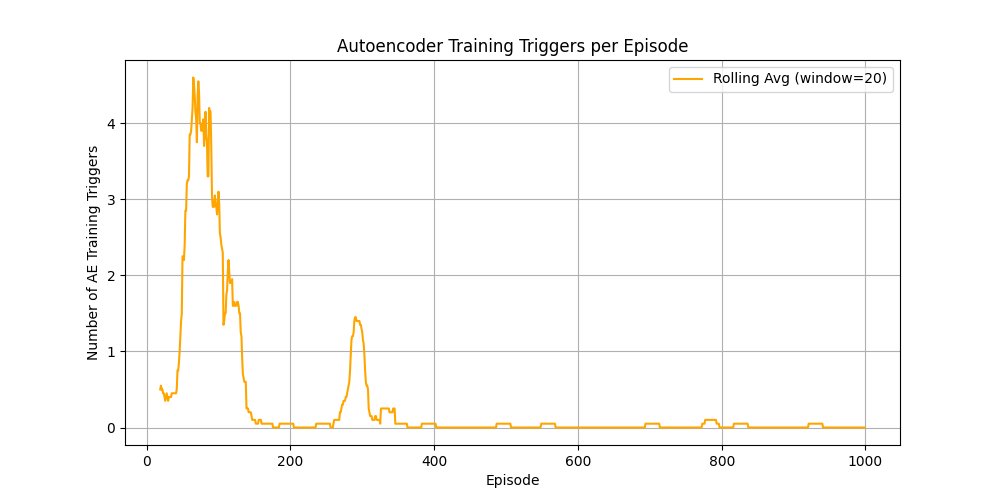 Autoencoder Training Triggers per Episode
Rolling Avg (window=20)
Number of AE Training Triggers
4
3
2
1
0
0 200 400 600 800 1000
Episode